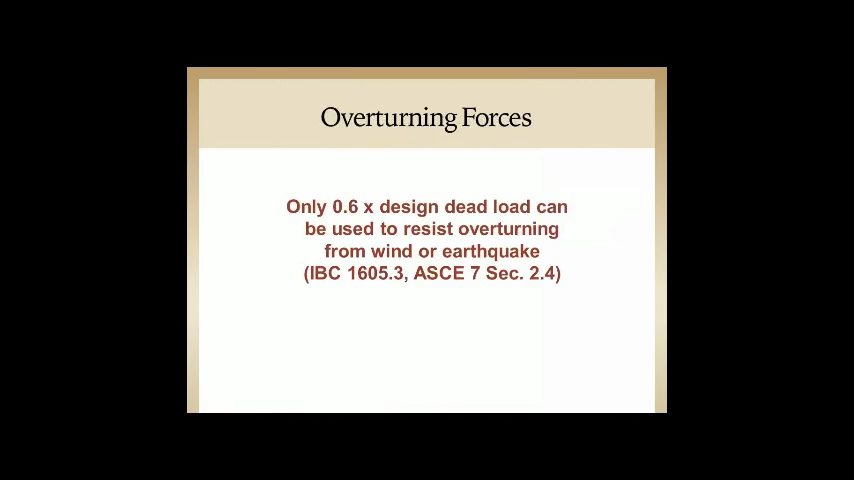 Overturning Forces
Only 0.6 x design dead load can
be used to resist overturning
from wind or earthquake
(IBC 1605.3, ASCE 7 Sec. 2.4)